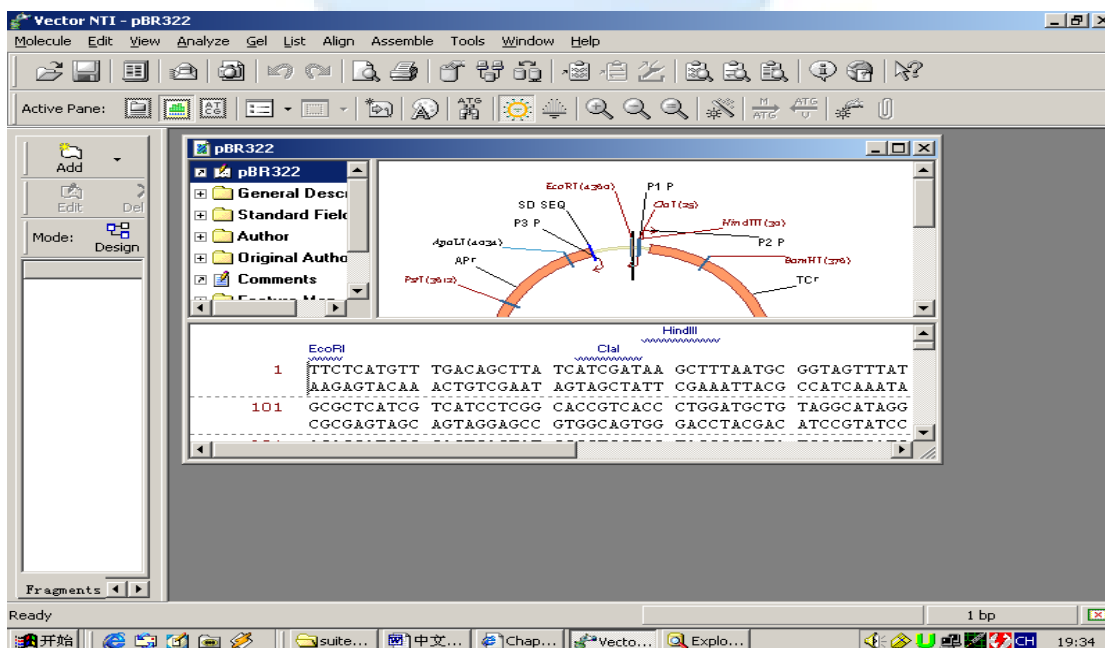 Vector NTI - pBR322
Molecule Edit View Analyze Gel List Align Assemble Tools Window Help
Active Pane:
Add
Edit Del
Mode: Design
Fragments
pBR322
pBR322
General Descr
Standard Field
Author
Original Autho
Comments
EcoRI(4360)
P1 P
SD SEQ
ClaI(25)
P3 P
HindIII(30)
ApaLI(4034)
P2 P
APr
BamHI(376)
PstI(3612)
TCr
HindIII
EcoRI ClaI
1 TTCTCATGTT TGACAGCTTA TCATCGATAA GCTTTAATGC GGTAGTTTAT
AAGAGTACAA ACTGTCGAAT AGTAGCTATT CGAAATTACG CCATCAAATA
101 GCGCTCATCG TCATCCTCGG CACCGTCACC CTGGATGCTG TAGGCATAGG
CGCGAGTAGC AGTAGGAGCC GTGGCAGTGG GACCTACGAC ATCCGTATCC
Ready 1 bp
开始 suite... 中文... Chap... Vecto... Explo... CH 19:34